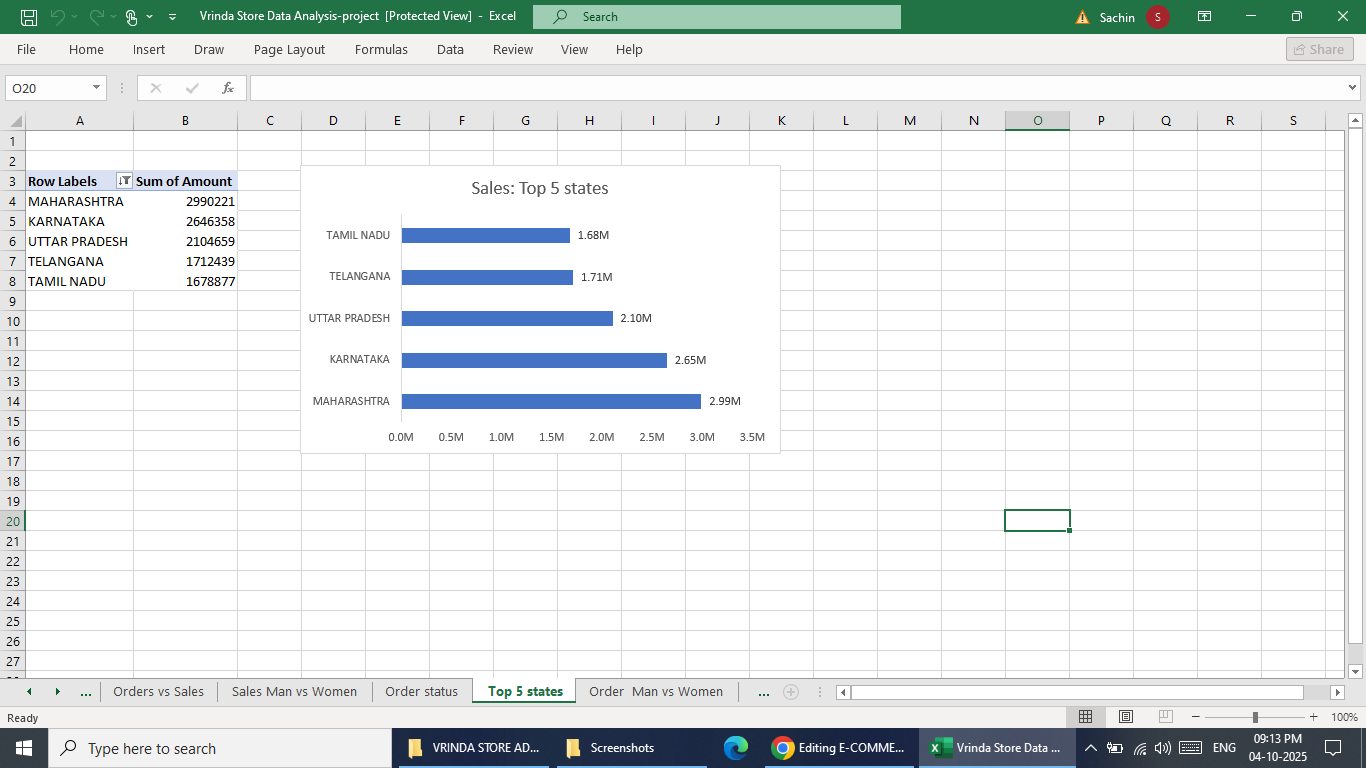 Vrinda Store Data Analysis-project  [Protected View]  -  Excel
Search
Sachin
S
File Home Insert Draw Page Layout Formulas Data Review View Help
Share
O20
fx
A B C D E F G H I J K L M N O P Q R S
1
2
3 Row Labels Sum of Amount
4 MAHARASHTRA 2990221
5 KARNATAKA 2646358
6 UTTAR PRADESH 2104659
7 TELANGANA 1712439
8 TAMIL NADU 1678877
9
10
11
12
13
14
15
16
17
18
19
20
21
22
23
24
25
26
27
Sales: Top 5 states
TAMIL NADU 1.68M
TELANGANA 1.71M
UTTAR PRADESH 2.10M
KARNATAKA 2.65M
MAHARASHTRA 2.99M
0.0M 0.5M 1.0M 1.5M 2.0M 2.5M 3.0M 3.5M
... Orders vs Sales Sales Man vs Women Order status Top 5 states Order  Man vs Women ...
Ready
100%
Type here to search
VRINDA STORE AD...
Screenshots
Editing E-COMME...
Vrinda Store Data ...
ENG
09:13 PM
04-10-2025